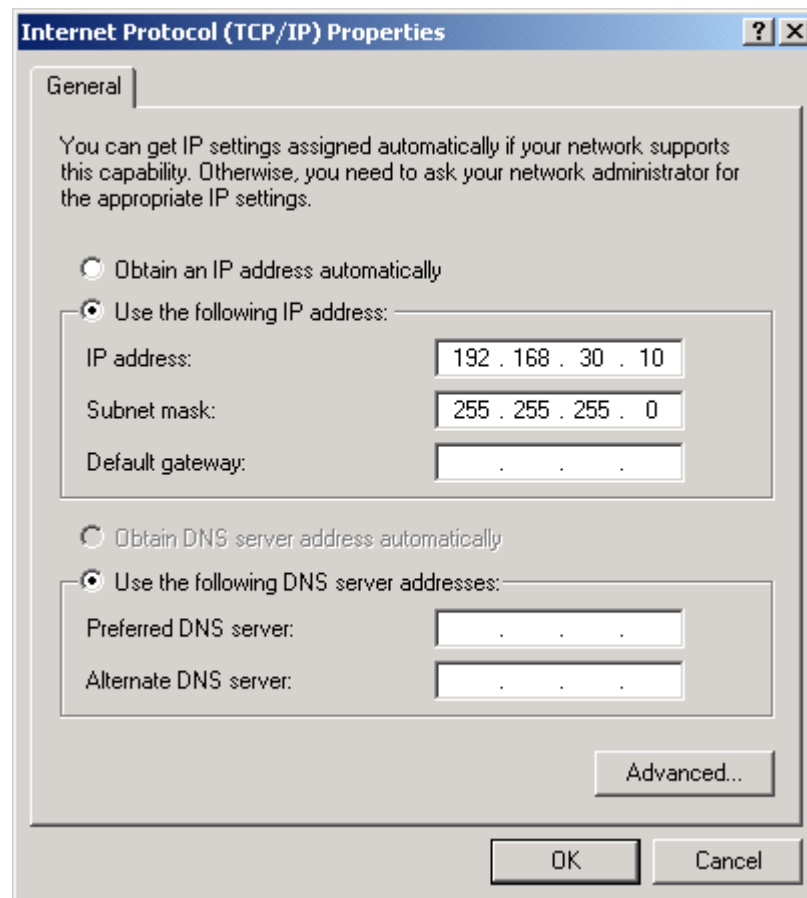 Internet Protocol (TCP/IP) Properties
General
You can get IP settings assigned automatically if your network supports
this capability. Otherwise, you need to ask your network administrator for
the appropriate IP settings.
Obtain an IP address automatically
Use the following IP address:
IP address: 192 . 168 . 30 . 10
Subnet mask: 255 . 255 . 255 . 0
Default gateway: . . .
Obtain DNS server address automatically
Use the following DNS server addresses:
Preferred DNS server: . . .
Alternate DNS server: . . .
Advanced...
OK Cancel